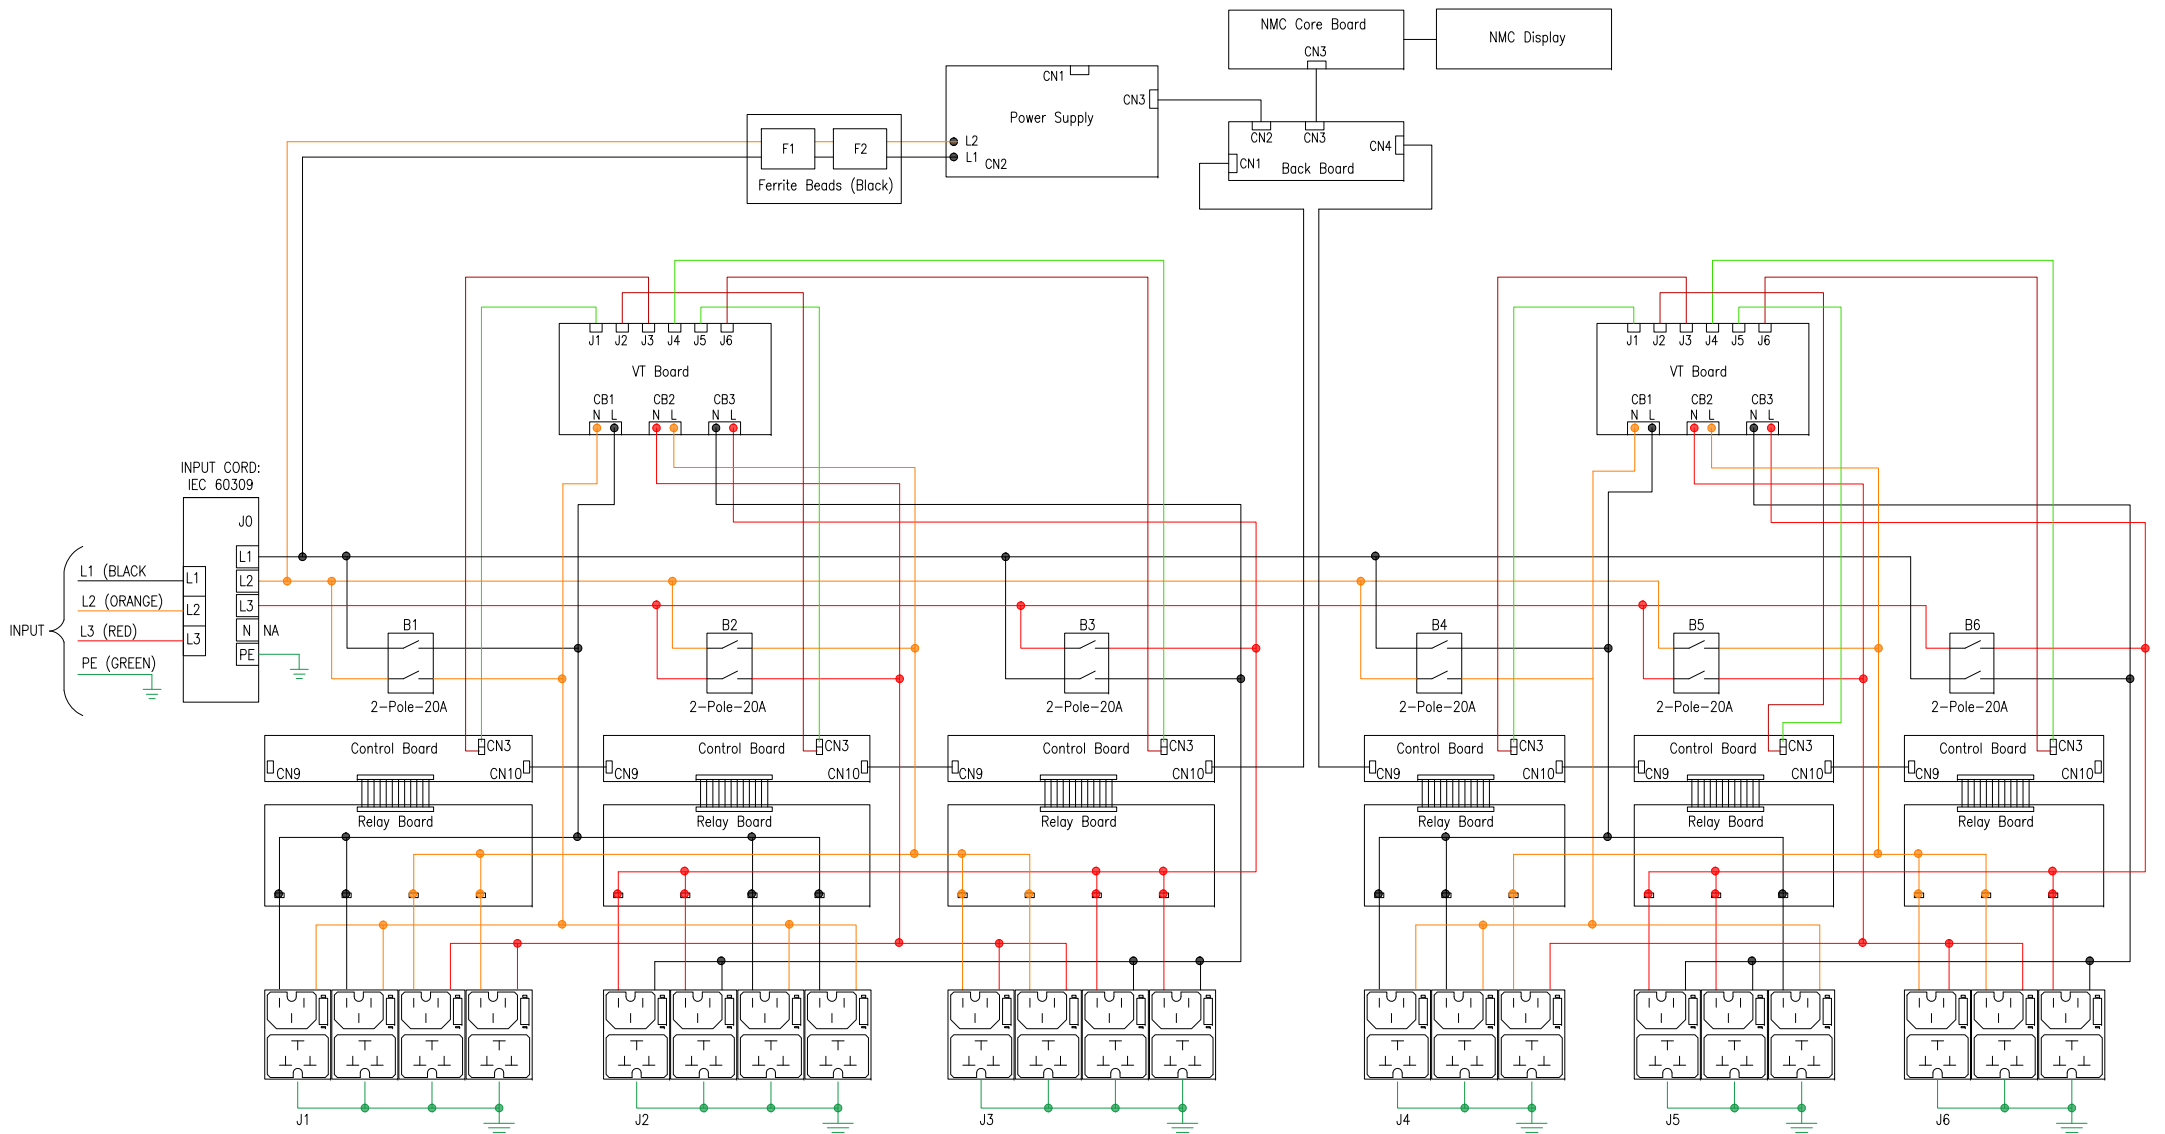 NMC Core Board
CN3
NMC Display
CN1
CN3
Power Supply
L2
L1
CN2
F1
F2
Ferrite Beads (Black)
CN2
CN3
CN4
CN1
Back Board
J1 J2 J3 J4 J5 J6
VT Board
CB1 CB2 CB3
N L N L N L
J1 J2 J3 J4 J5 J6
VT Board
CB1 CB2 CB3
N L N L N L
INPUT CORD:
IEC 60309
J0
L1
L2
L3
N NA
PE
L1
L2
L3
INPUT
L1 (BLACK
L2 (ORANGE)
L3 (RED)
PE (GREEN)
B1
2-Pole-20A
B2
2-Pole-20A
B3
2-Pole-20A
B4
2-Pole-20A
B5
2-Pole-20A
B6
2-Pole-20A
Control Board CN3
CN9 CN10
Relay Board
Control Board CN3
CN9 CN10
Relay Board
Control Board CN3
CN9 CN10
Relay Board
Control Board CN3
CN9 CN10
Relay Board
Control Board CN3
CN9 CN10
Relay Board
Control Board CN3
CN9 CN10
Relay Board
J1
J2
J3
J4
J5
J6